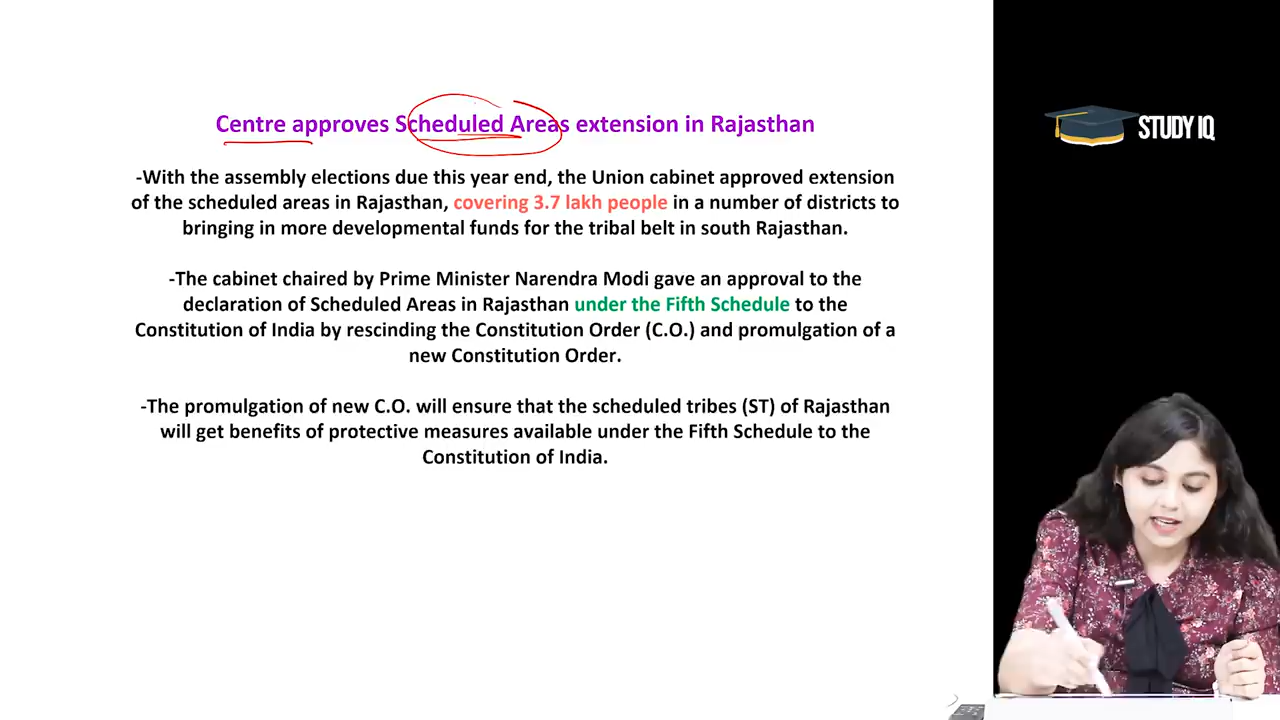 Centre approves Scheduled Areas extension in Rajasthan
-With the assembly elections due this year end, the Union cabinet approved extension
of the scheduled areas in Rajasthan, covering 3.7 lakh people in a number of districts to
bringing in more developmental funds for the tribal belt in south Rajasthan.
-The cabinet chaired by Prime Minister Narendra Modi gave an approval to the
declaration of Scheduled Areas in Rajasthan under the Fifth Schedule to the
Constitution of India by rescinding the Constitution Order (C.O.) and promulgation of a
new Constitution Order.
-The promulgation of new C.O. will ensure that the scheduled tribes (ST) of Rajasthan
will get benefits of protective measures available under the Fifth Schedule to the
Constitution of India.
STUDY IQ